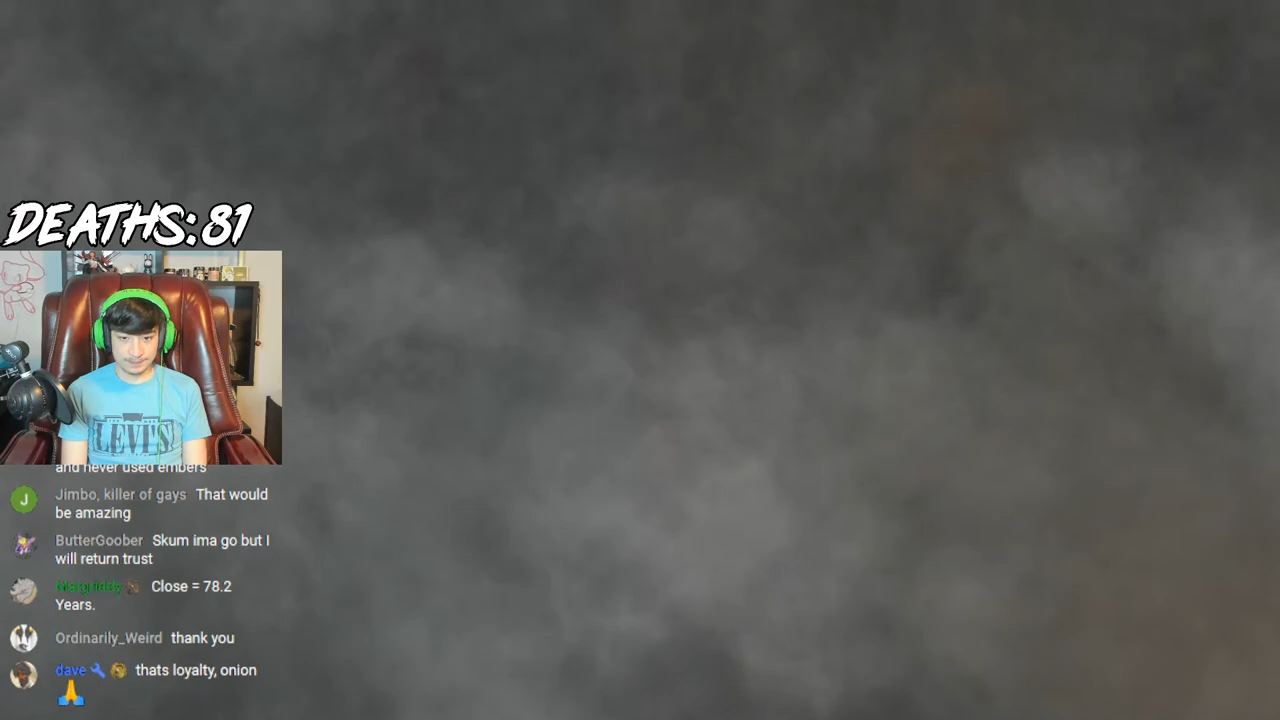 DEATHS:81
LEVI'S
and never used embers
Jimbo, killer of gays That would
be amazing
ButterGoober Skum ima go but I
will return trust
Close = 78.2
Years.
Ordinarily_Weird thank you
dave thats loyalty, onion